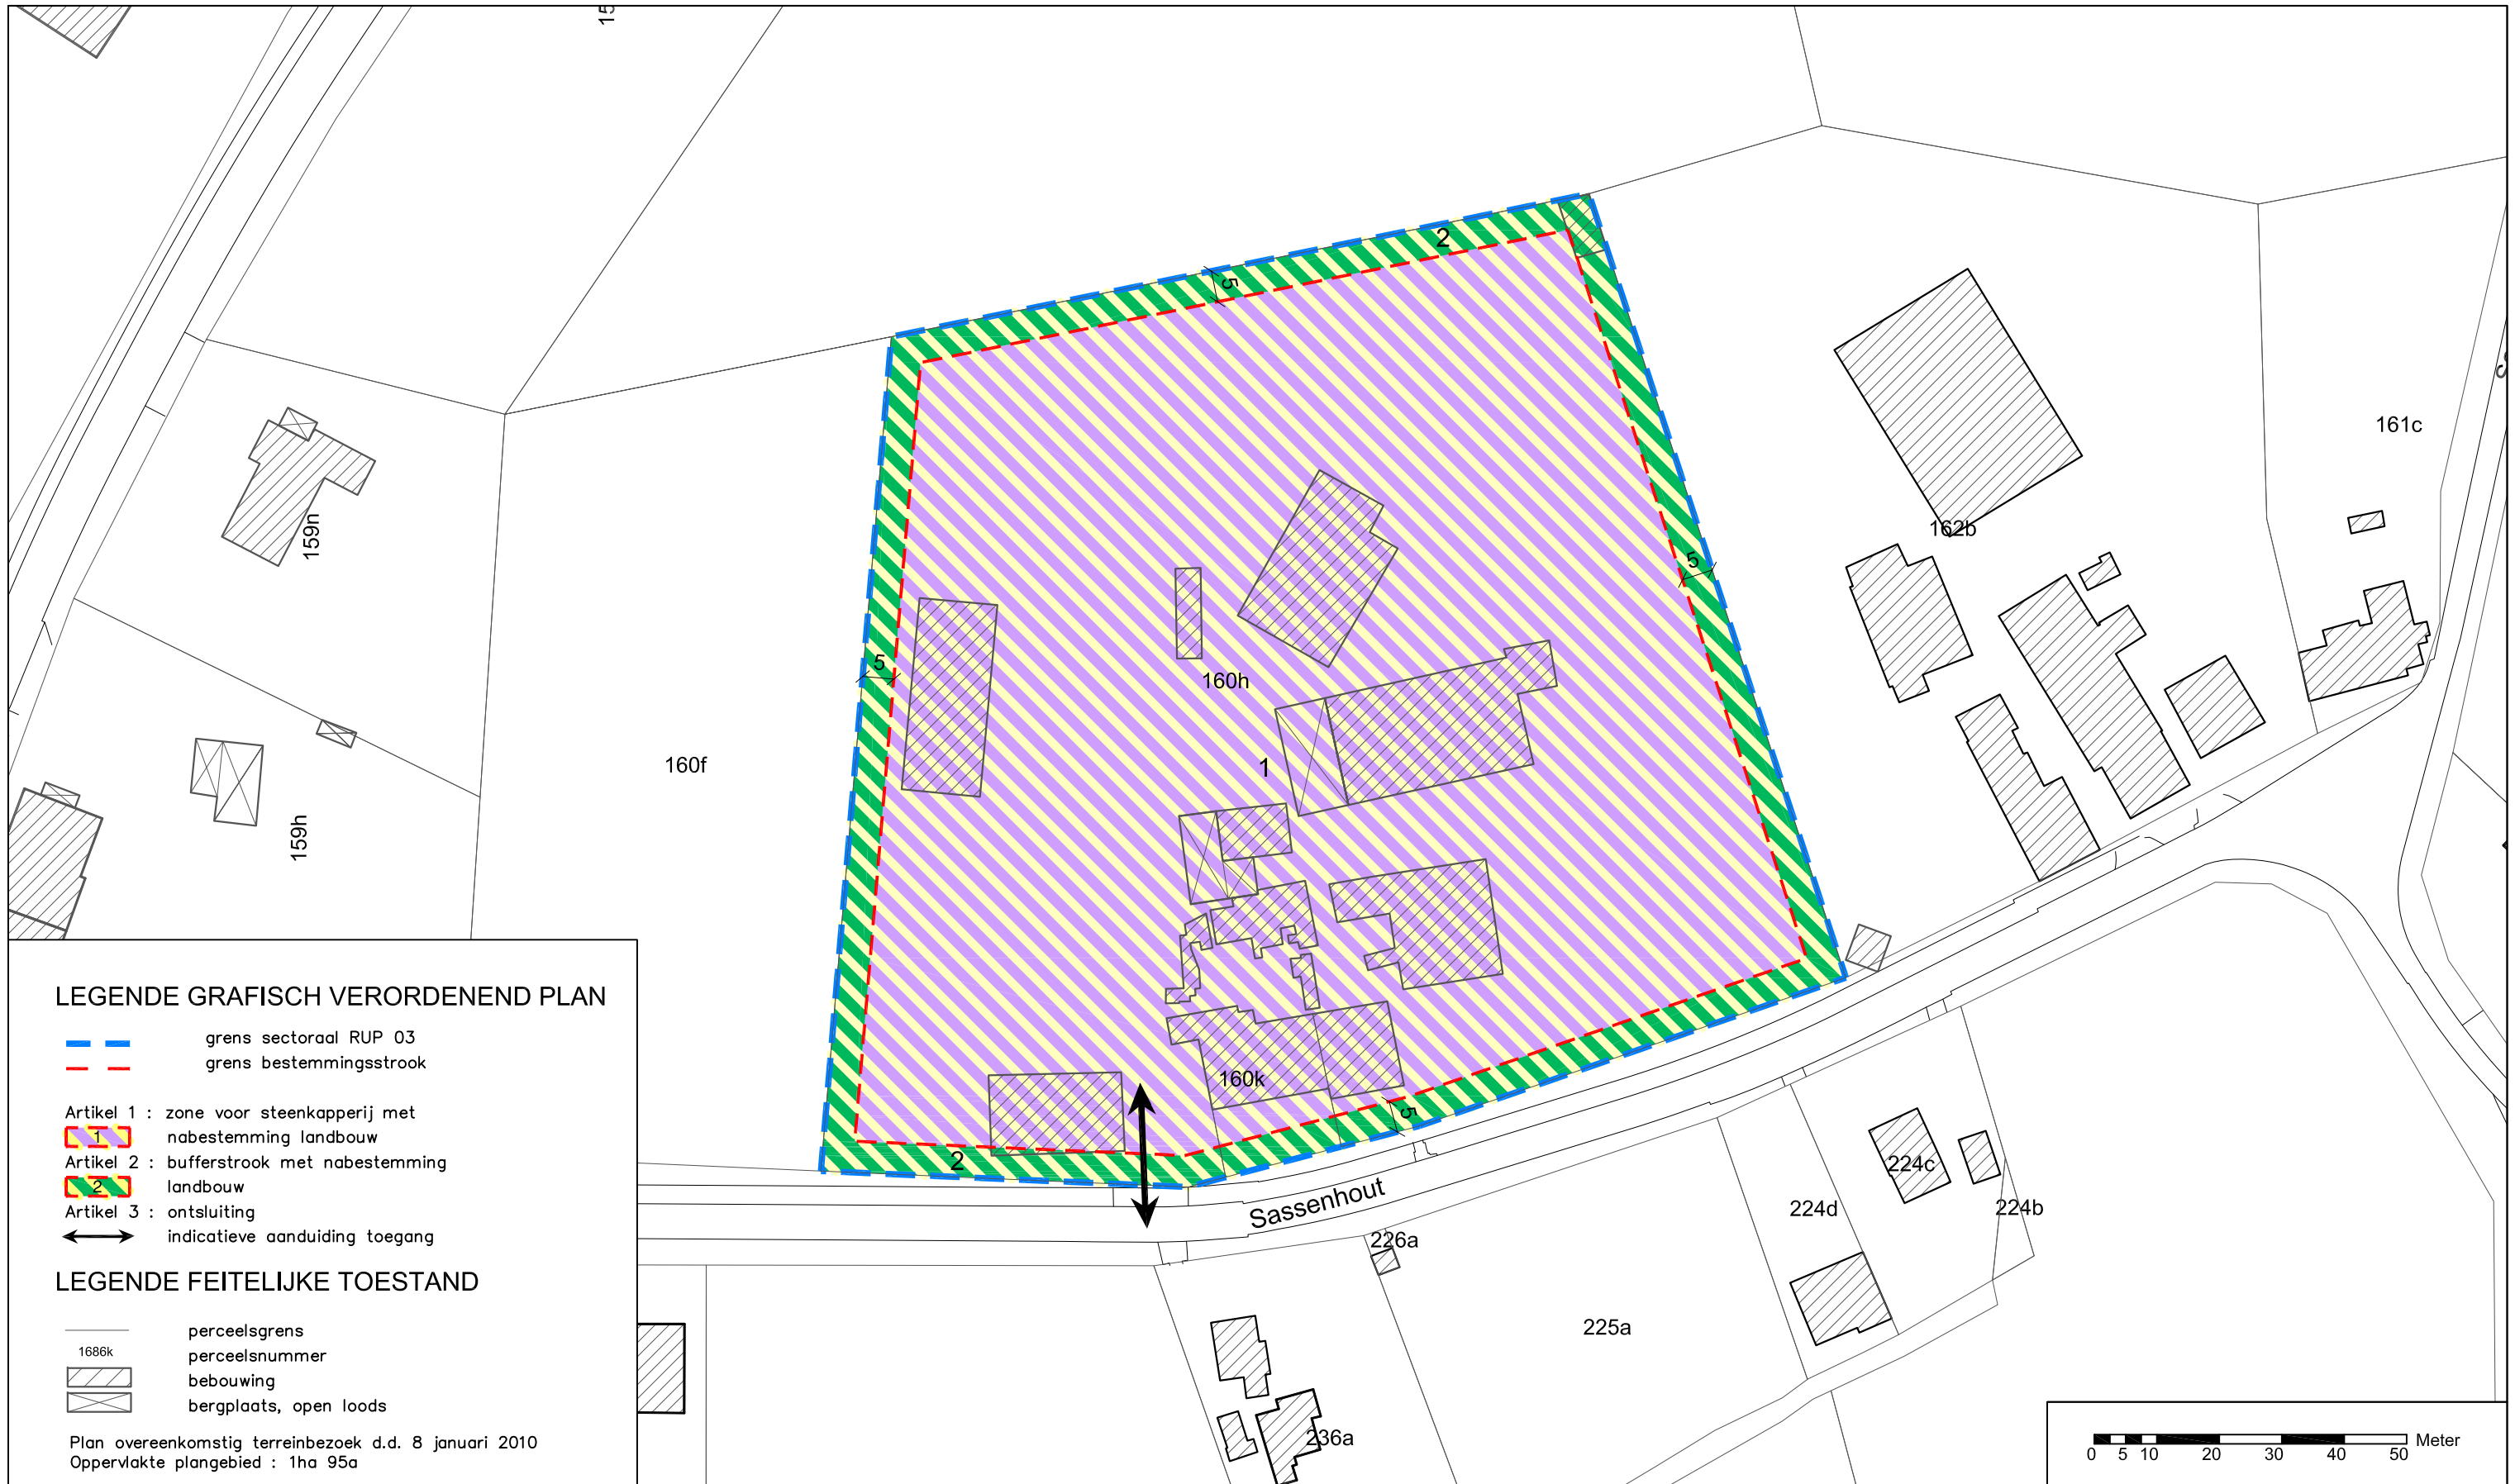 15
2
5
161c
162b
159n
5
5
160h
160f
1
159h
160k
5
2
Sassenhout
224c
224d
224b
226a
225a
236a
LEGENDE GRAFISCH VERORDENEND PLAN
grens sectoraal RUP 03
grens bestemmingsstrook
Artikel 1 : zone voor steenkapperij met
1 nabestemming landbouw
Artikel 2 : bufferstrook met nabestemming
2 landbouw
Artikel 3 : ontsluiting
indicatieve aanduiding toegang
LEGENDE FEITELIJKE TOESTAND
perceelsgrens
1686k perceelsnummer
bebouwing
bergplaats, open loods
Plan overeenkomstig terreinbezoek d.d. 8 januari 2010
Oppervlakte plangebied : 1ha 95a
0 5 10 20 30 40 50 Meter